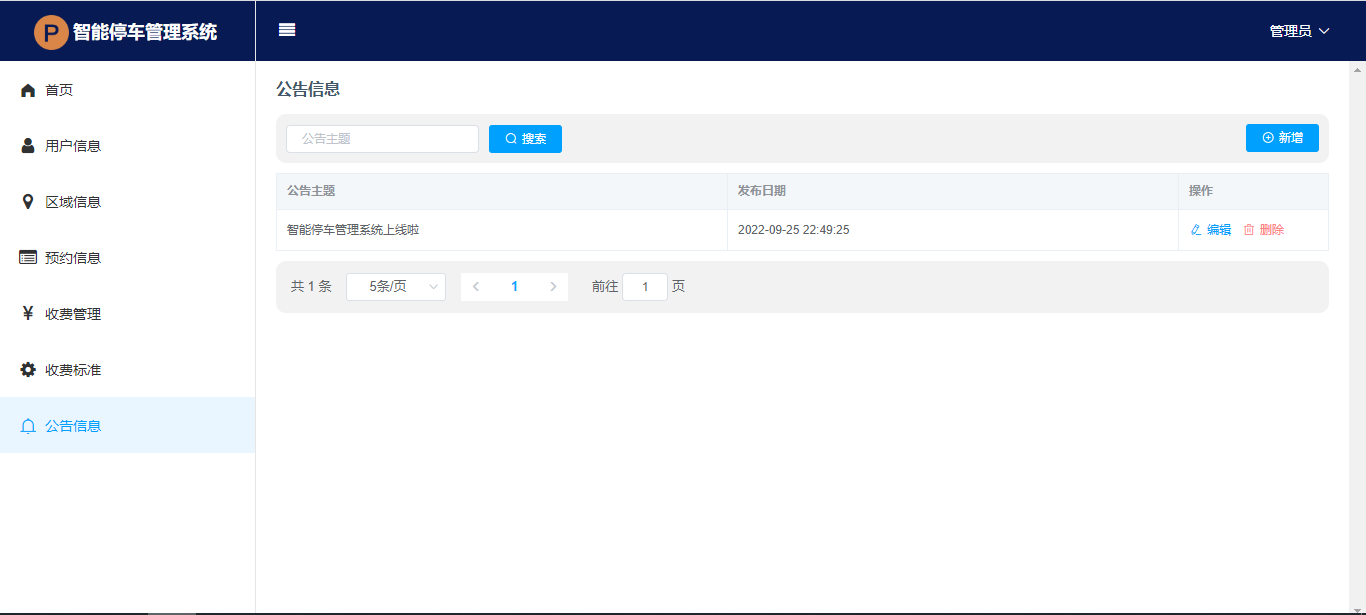 P 智能停车管理系统
管理员
首页
用户信息
区域信息
预约信息
¥ 收费管理
收费标准
公告信息
公告信息
公告主题 搜索 新增
公告主题 发布日期 操作
智能停车管理系统上线啦 2022-09-25 22:49:25 编辑 删除
共 1 条 5条/页 1 前往 1 页